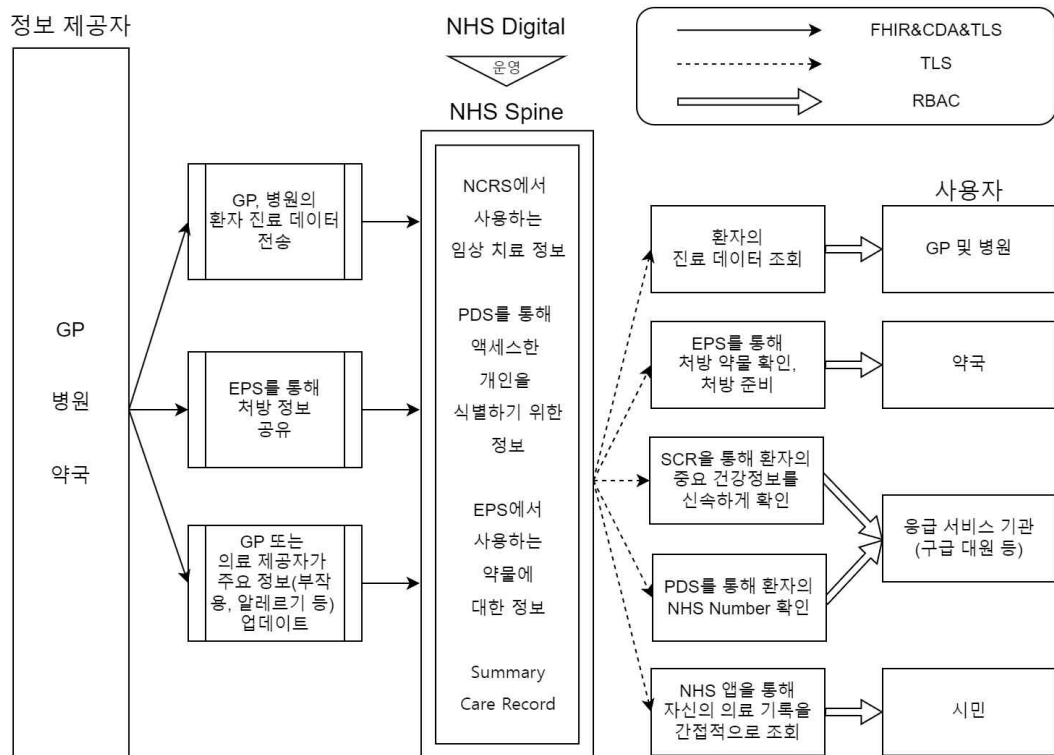 정보 제공자
GP
병원
약국
GP, 병원의
환자 진료 데이터
전송
EPS를 통해
처방 정보
공유
GP 또는
의료 제공자가
주요 정보(부작
용, 알레르기 등)
업데이트
NHS Digital
운영
NHS Spine
NCRS에서
사용하는
임상 치료 정보
PDS를 통해
액세스한
개인을
식별하기 위한
정보
EPS에서
사용하는
약물에
대한 정보
Summary
Care Record
FHIR&CDA&TLS
TLS
RBAC
환자의
진료 데이터 조회
EPS를 통해
처방 약물 확인,
처방 준비
SCR을 통해 환자의
중요 건강정보를
신속하게 확인
PDS를 통해 환자의
NHS Number 확인
NHS 앱을 통해
자신의 의료 기록을
간접적으로 조회
사용자
GP 및 병원
약국
응급 서비스 기관
(구급 대원 등)
시민